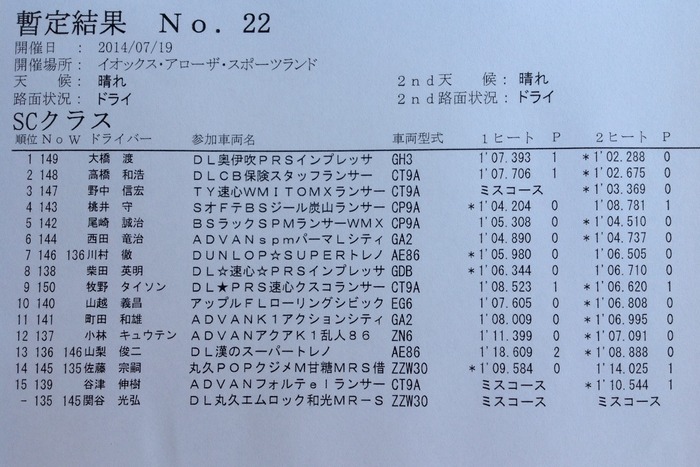 暫定結果　Ｎｏ．２２
開催日　：　2014/07/19
開催場所：　イオックス・アローザ・スポーツランド
天　　候：　晴れ　2nd天　　候：　晴れ
路面状況：　ドライ　2nd路面状況：　ドライ
SCクラス
順位 No W ドライバー 参加車両名 車両型式 1ヒート P 2ヒート P
1 149 大橋　渡 ＤＬ奥伊吹ＰＲＳインプレッサ GH3 1'07.393 1 *1'02.288 0
2 148 高橋　和浩 ＤＬＣＢ保険スタッフランサー CT9A 1'07.706 1 *1'02.675 0
3 147 野中　信宏 ＴＹ速心ＷＭＩＴＯＭＸランサー CT9A ミスコース *1'03.369 0
4 143 桃井　守 ＳオＦテＢＳジール炭山ランサー CP9A *1'04.204 0 1'08.781 1
5 142 尾崎　誠治 ＢＳラックＳＰＭランサーＷＭＸ CP9A 1'05.308 0 *1'04.510 0
6 144 西田　竜治 ＡＤＶＡＮｓｐｍパーマＬシティ GA2 1'04.890 0 *1'04.737 0
7 146 136 川村　徹 ＤＵＮＬＯＰ☆ＳＵＰＥＲトレノ AE86 *1'05.980 0 1'06.505 0
8 138 柴田　英明 ＤＬ☆速心☆ＰＲＳインプレッサ GDB *1'06.344 0 1'06.710 0
9 150 牧野　タイソン ＤＬ★ＰＲＳ速心クスコランサー CT9A 1'08.523 1 *1'06.620 1
10 140 山越　義昌 アップルＦＬローリングシビック EG6 1'07.605 0 *1'06.808 0
11 141 町田　和雄 ＡＤＶＡＮＫ１アクションシティ GA2 1'08.009 0 *1'06.995 0
12 137 小林　キュウテン ＡＤＶＡＮアクアＫ１乱人８６ ZN6 1'11.399 0 *1'07.091 0
13 136 146 山梨　俊二 ＤＬ漢のスーパートレノ AE86 1'18.609 2 *1'08.888 0
14 145 135 佐藤　宗嗣 丸久ＰＯＰクジメＭ甘糖ＭＲＳ借 ZZW30 *1'09.584 0 1'14.025 1
15 139 谷津　伸樹 ＡＤＶＡＮフォルテｅｌランサー CT9A ミスコース *1'10.544 1
- 135 145 関谷　光弘 ＤＬ丸久エムロック和光ＭＲ－Ｓ ZZW30 ミスコース ミスコース